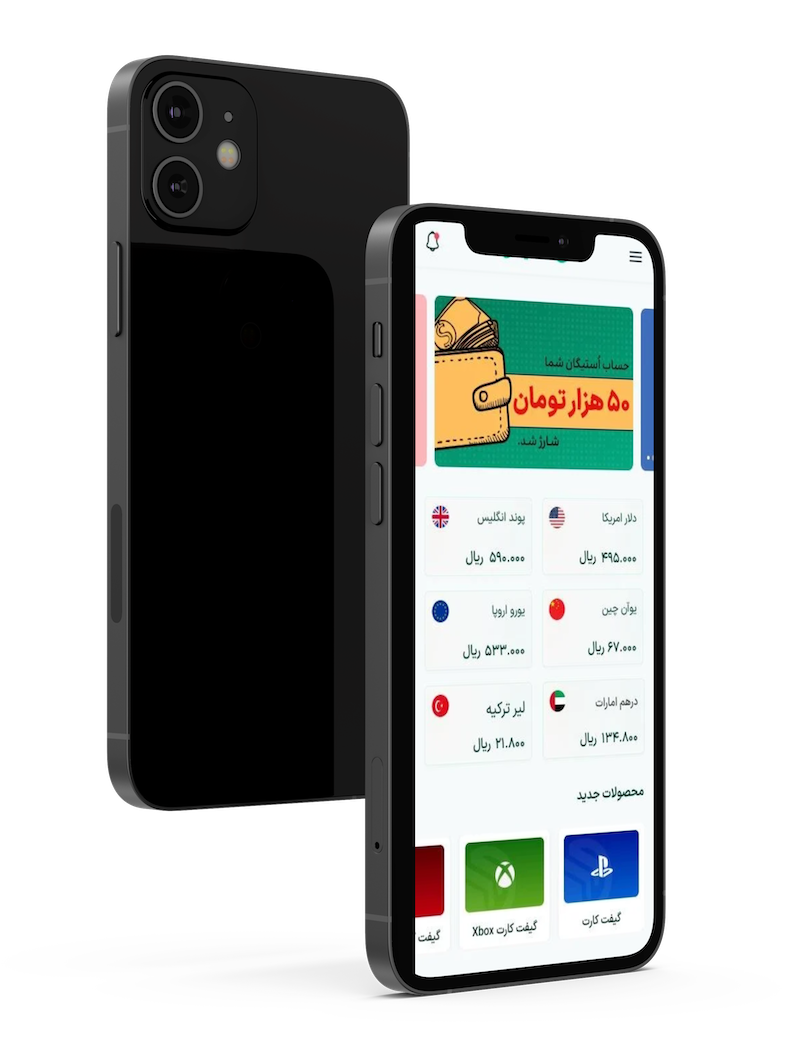 حساب اُستیگان شما
۵۰ هزار تومان
شارژ شد.
دلار امریکا
۴۹۵.۰۰۰ ریال
پوند انگلیس
۵۹۰.۰۰۰ ریال
یوآن چین
۶۷.۰۰۰ ریال
یورو اروپا
۵۳۳.۰۰۰ ریال
درهم امارات
۱۳۴.۸۰۰ ریال
لیر ترکیه
۲۱.۸۰۰ ریال
محصولات جدید
گیفت کارت
گیفت کارت Xbox
گیفت